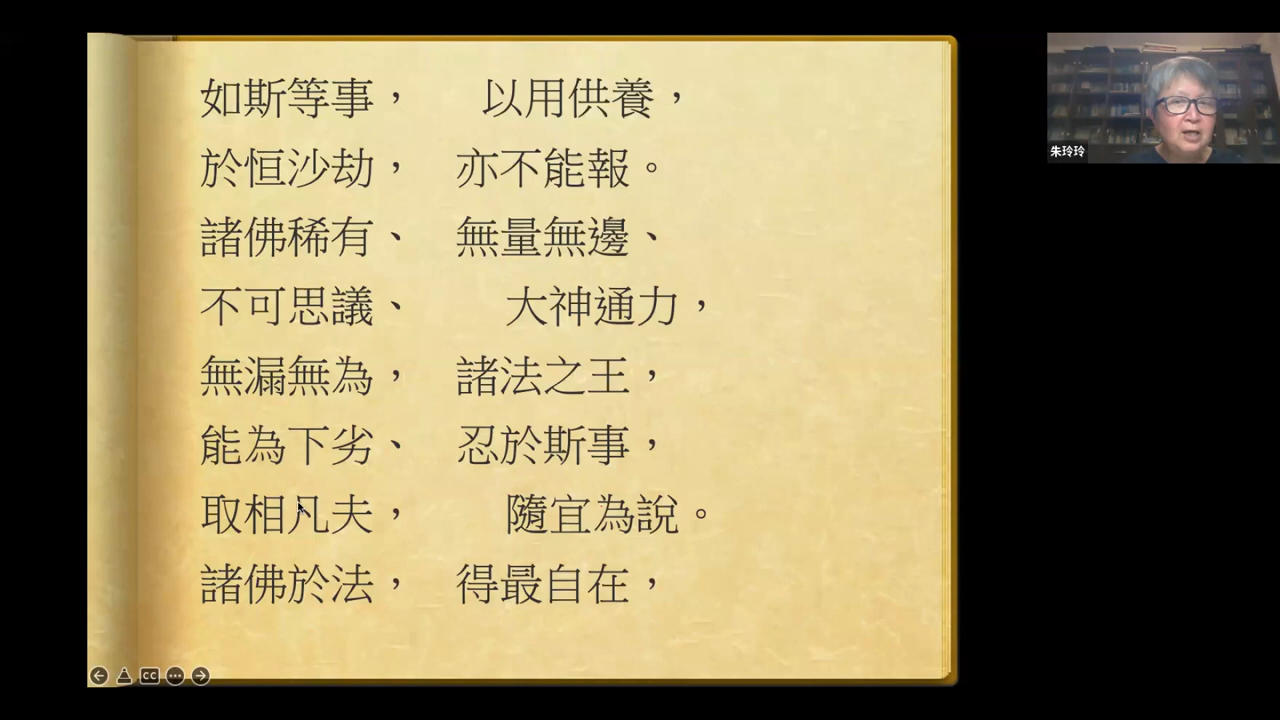 如斯等事， 以用供養，
於恒沙劫， 亦不能報。
諸佛稀有、 無量無邊、
不可思議、 大神通力，
無漏無為， 諸法之王，
能為下劣、 忍於斯事，
取相凡夫， 隨宜為說。
諸佛於法， 得最自在，
朱玲玲
CC